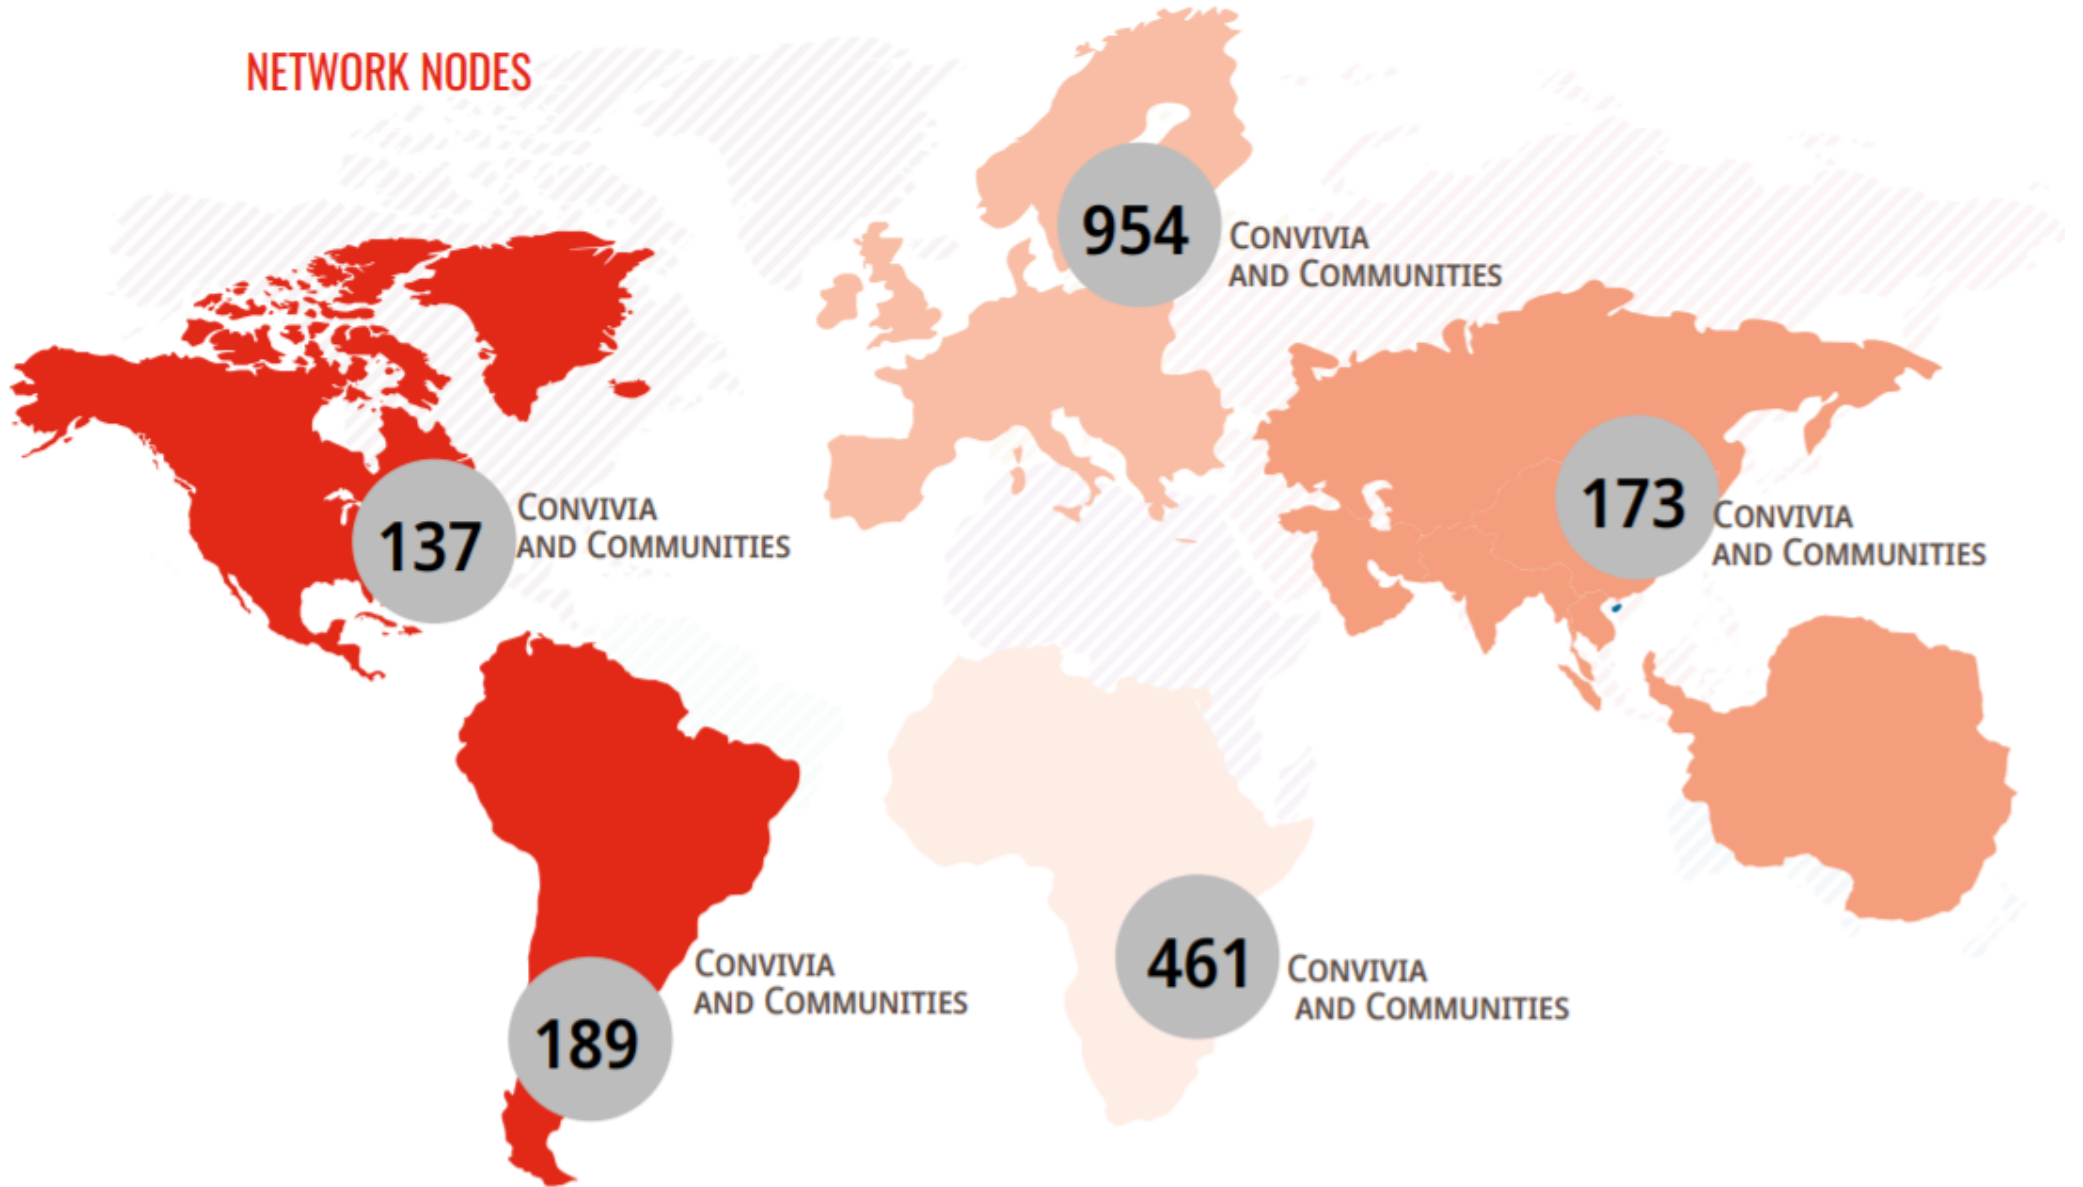 NETWORK NODES
954
CONVIVIA
AND COMMUNITIES
137
CONVIVIA
AND COMMUNITIES
173
CONVIVIA
AND COMMUNITIES
189
CONVIVIA
AND COMMUNITIES
461
CONVIVIA
AND COMMUNITIES